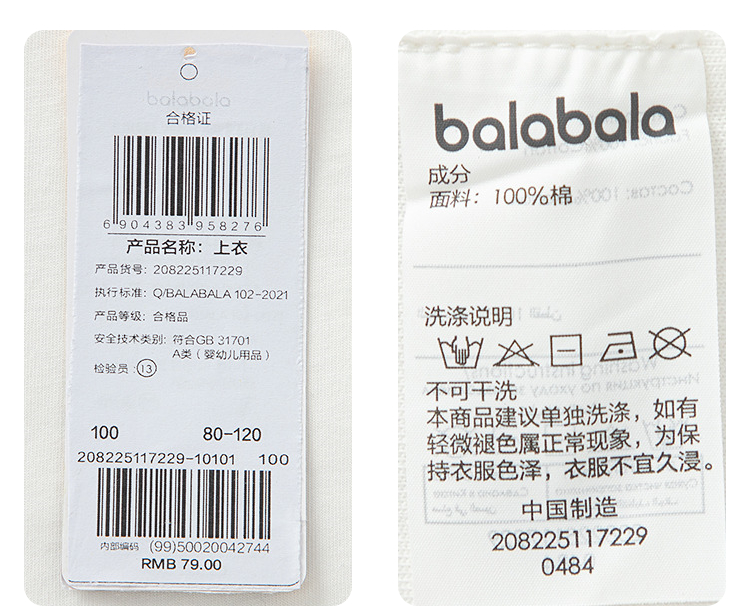 balabala
合格证
6 904383 958276
产品名称：上衣
产品货号：208225117229
执行标准：Q/BALABALA 102-2021
产品等级：合格品
安全技术类别：符合GB 31701
A类（婴幼儿用品）
检验员：13
100 80-120
208225117229-10101 100
内部编码 (99)50020042744
RMB 79.00
balabala
成分
面料：100%棉
洗涤说明
不可干洗
本商品建议单独洗涤，如有
轻微褪色属正常现象，为保
持衣服色泽，衣服不宜久浸。
中国制造
208225117229
0484